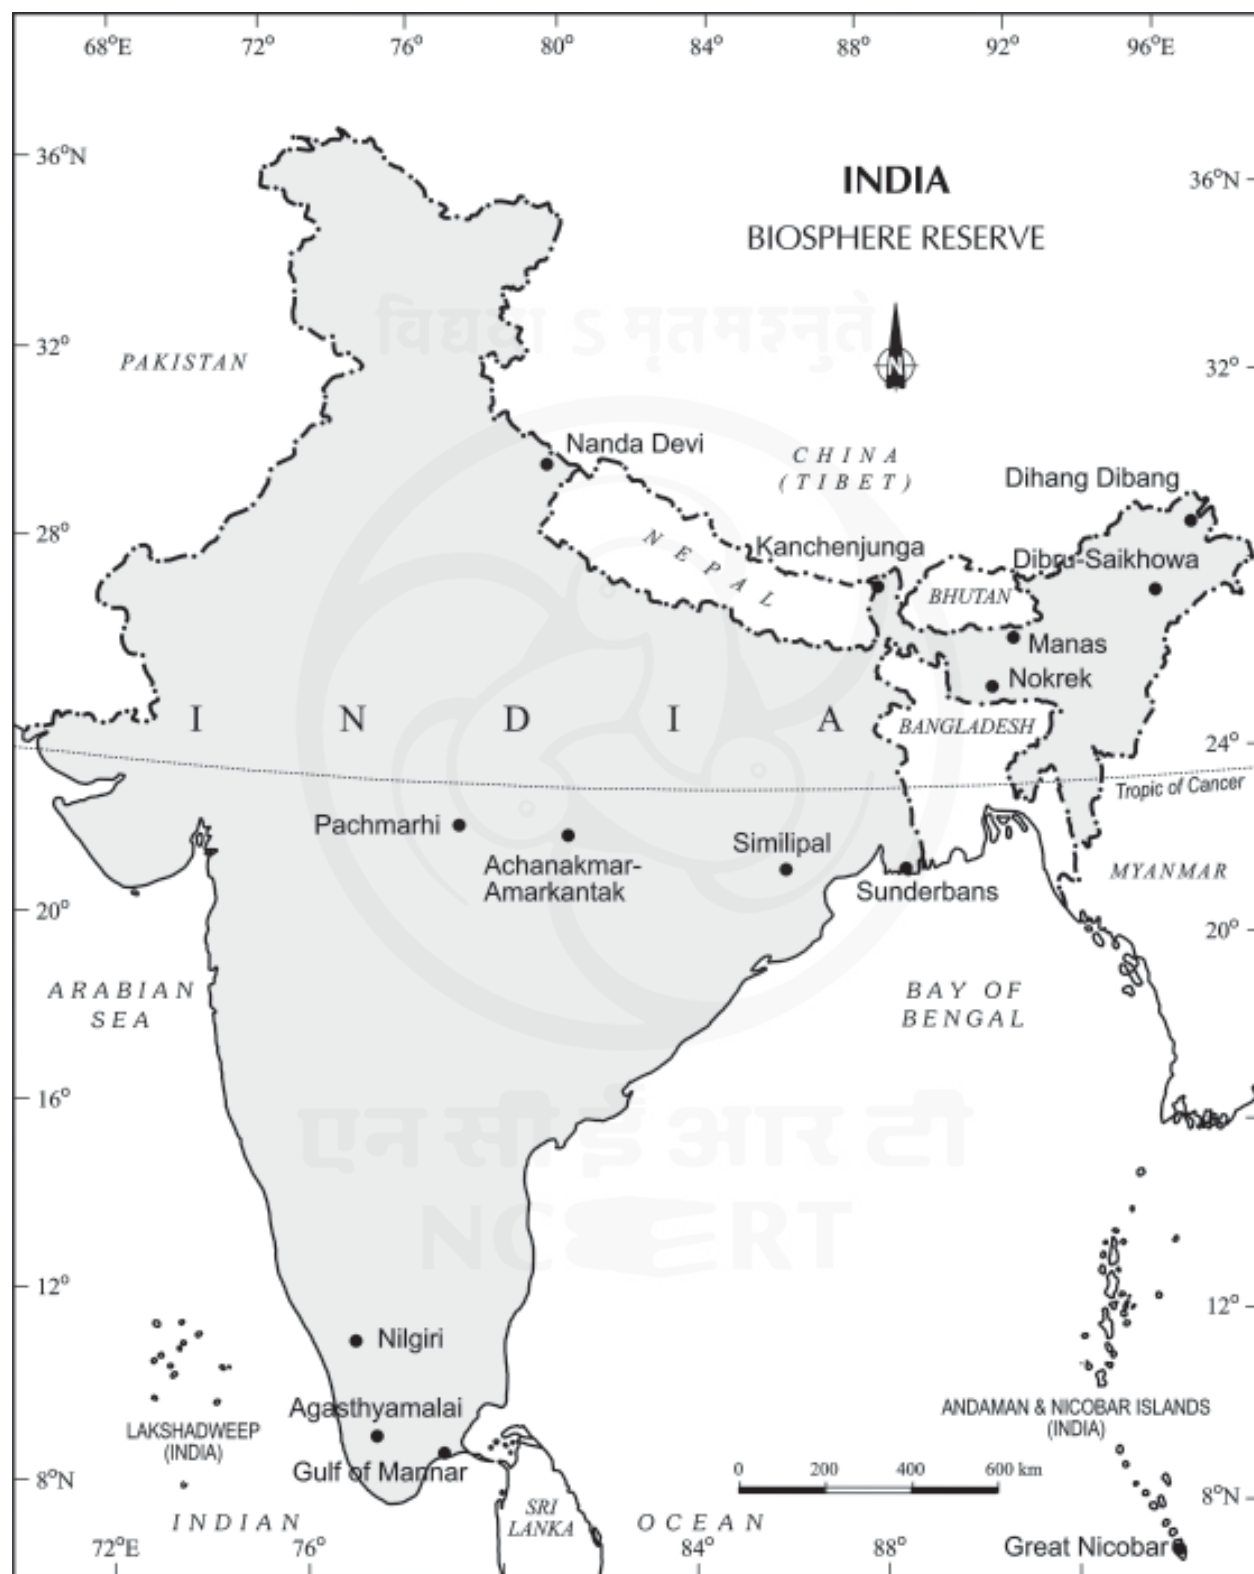 68°E 72° 76° 80° 84° 88° 92° 96°E
36°N
INDIA
36°N
BIOSPHERE RESERVE
विद्यया ऽ मृतमश्नुते
N
32°
PAKISTAN
32°
Nanda Devi
CHINA
(TIBET)
Dihang Dibang
28°
NEPAL
Kanchenjunga
Dibru-Saikhowa
BHUTAN
Manas
Nokrek
I N D I A
BANGLADESH
24°
Tropic of Cancer
Pachmarhi
Achanakmar-
Amarkantak
Similipal
Sunderbans
MYANMAR
20°
20°
ARABIAN
SEA
BAY OF
BENGAL
16°
एन सी ई आर टी
NCERT
12°
12°
Nilgiri
Agasthyamalai
LAKSHADWEEP
(INDIA)
Gulf of Mannar
ANDAMAN & NICOBAR ISLANDS
(INDIA)
0 200 400 600 km
8°N
8°N
SRI
LANKA
INDIAN OCEAN
Great Nicobar
72°E 76° 84° 88°